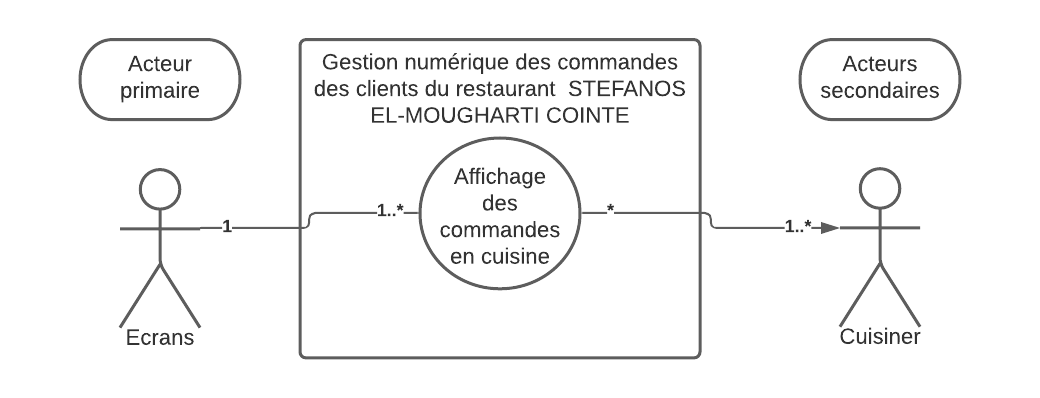 Acteur
primaire
Gestion numérique des commandes
des clients du restaurant STEFANOS
EL-MOUGHARTI COINTE
Acteurs
secondaires
Affichage
des
commandes
en cuisine
1
1..*
*
1..*
Ecrans
Cuisiner